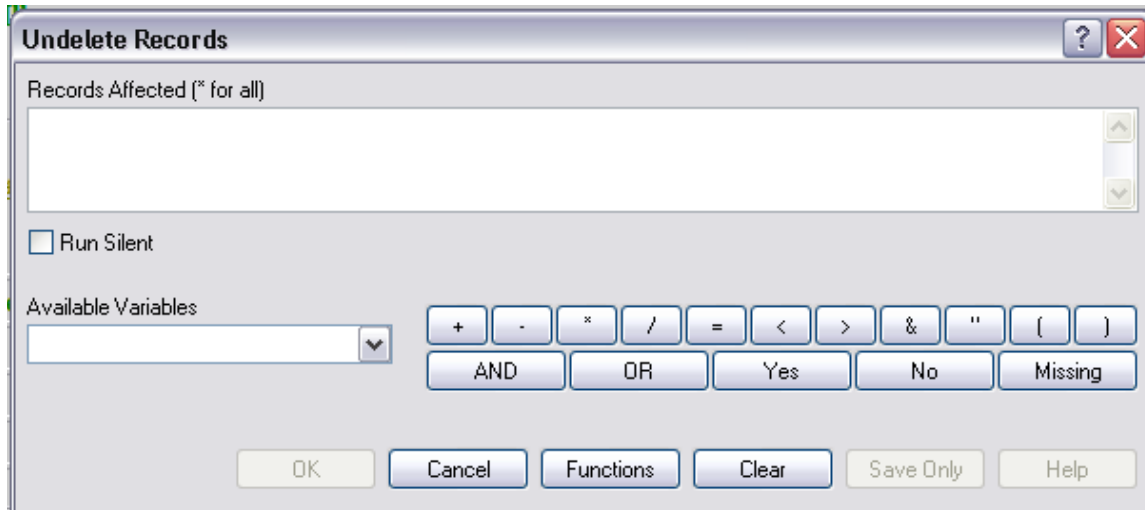 Undelete Records ?
Records Affected (* for all)
Run Silent
Available Variables
+ - * / = < > & " ( )
AND OR Yes No Missing
OK Cancel Functions Clear Save Only Help